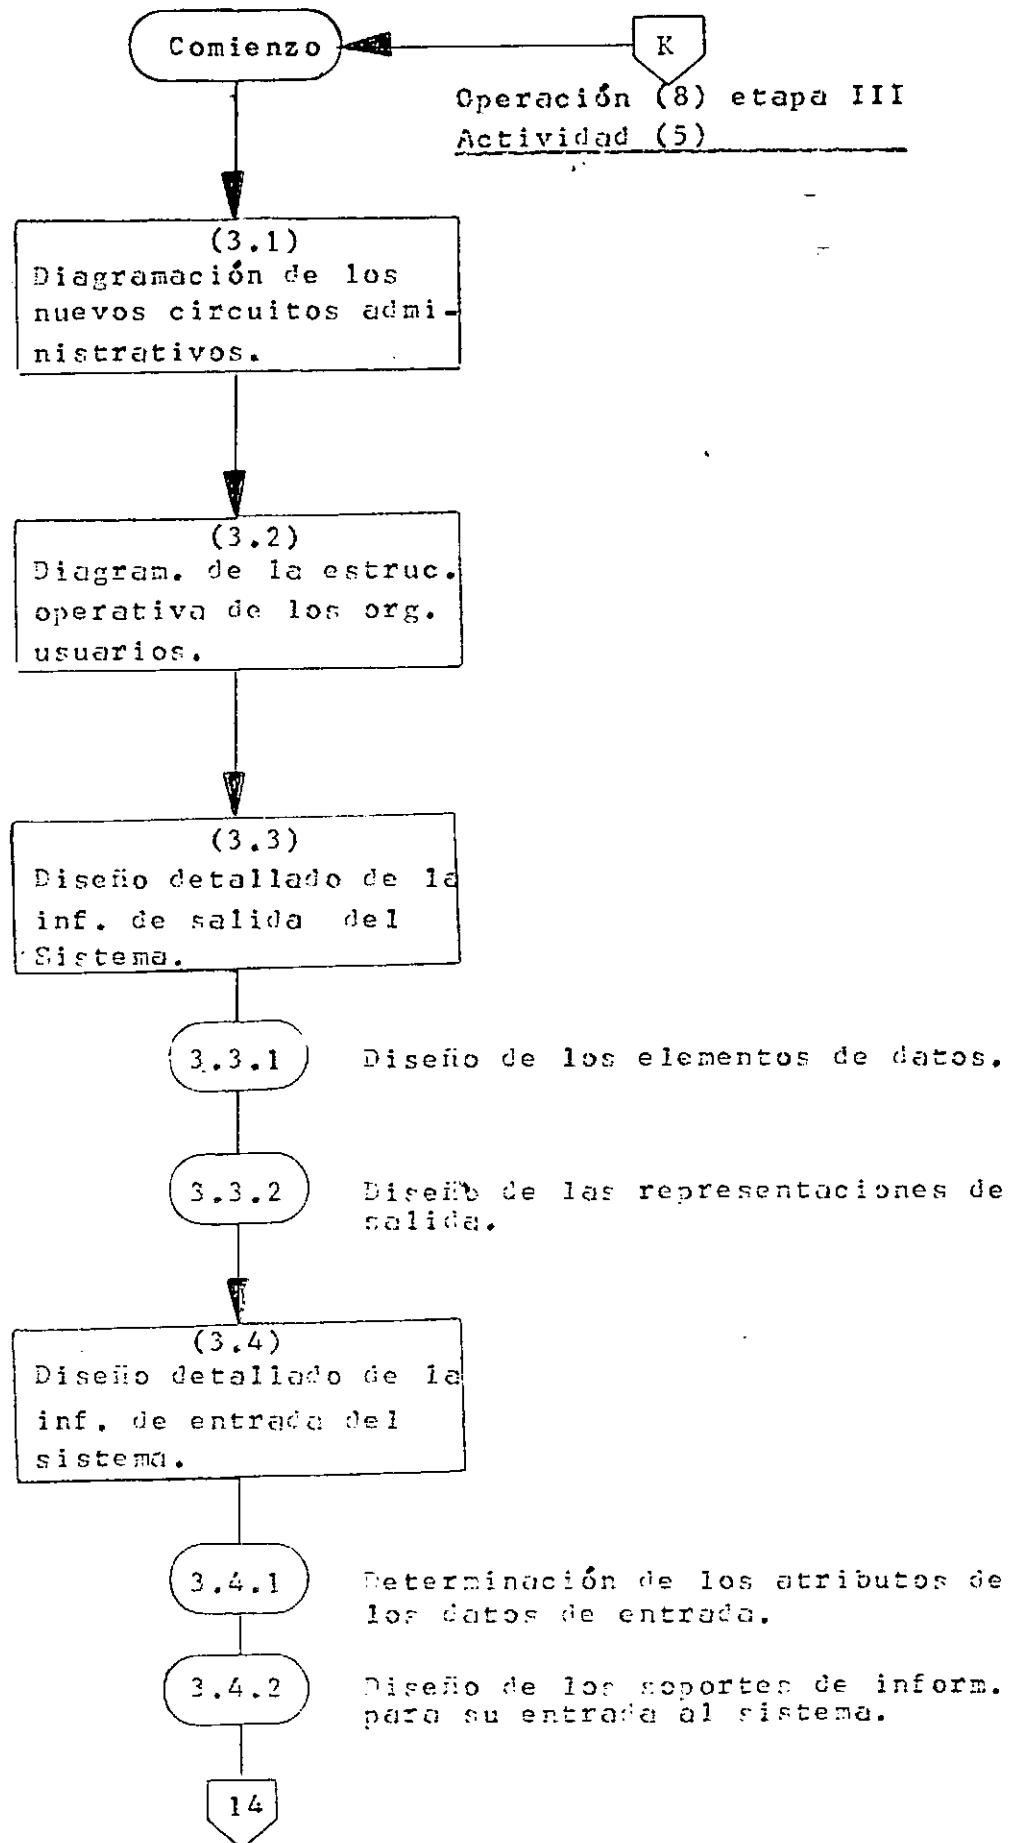 Comienzo
K
Operación (8) etapa III
Actividad (5)
(3.1)
Diagramación de los
nuevos circuitos admi-
nistrativos.
(3.2)
Diagram. de la estruc.
operativa de los org.
usuarios.
(3.3)
Diseño detallado de la
inf. de salida del
Sistema.
3.3.1
Diseño de los elementos de datos.
3.3.2
Diseño de las representaciones de
salida.
(3.4)
Diseño detallado de la
inf. de entrada del
sistema.
3.4.1
Determinación de los atributos de
los datos de entrada.
3.4.2
Diseño de los soportes de inform.
para su entrada al sistema.
14